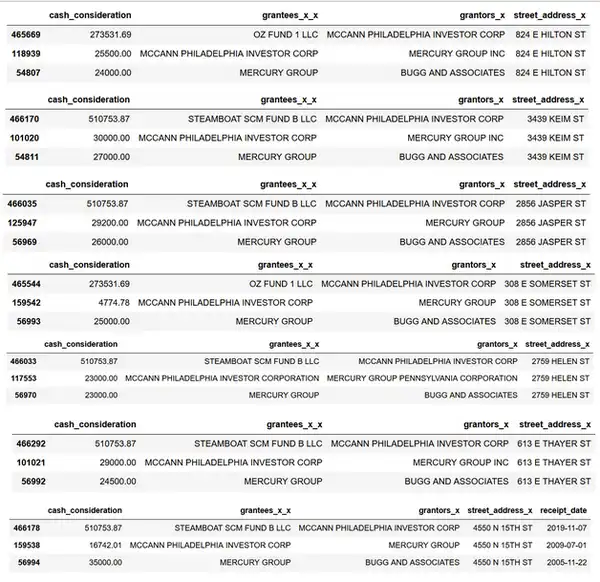 cash_consideration grantees_x_x grantors_x street_address_x
465669 273531.69 OZ FUND 1 LLC MCCANN PHILADELPHIA INVESTOR CORP 824 E HILTON ST
118939 25500.00 MCCANN PHILADELPHIA INVESTOR CORP MERCURY GROUP INC 824 E HILTON ST
54807 24000.00 MERCURY GROUP BUGG AND ASSOCIATES 824 E HILTON ST
cash_consideration grantees_x_x grantors_x street_address_x
466170 510753.87 STEAMBOAT SCM FUND B LLC MCCANN PHILADELPHIA INVESTOR CORP 3439 KEIM ST
101020 30000.00 MCCANN PHILADELPHIA INVESTOR CORP MERCURY GROUP INC 3439 KEIM ST
54811 27000.00 MERCURY GROUP BUGG AND ASSOCIATES 3439 KEIM ST
cash_consideration grantees_x_x grantors_x street_address_x
466035 510753.87 STEAMBOAT SCM FUND B LLC MCCANN PHILADELPHIA INVESTOR CORP 2856 JASPER ST
125947 29200.00 MCCANN PHILADELPHIA INVESTOR CORP MERCURY GROUP 2856 JASPER ST
56969 26000.00 MERCURY GROUP BUGG AND ASSOCIATES 2856 JASPER ST
cash_consideration grantees_x_x grantors_x street_address_x
465544 273531.69 OZ FUND 1 LLC MCCANN PHILADELPHIA INVESTOR CORP 308 E SOMERSET ST
159542 4774.78 MCCANN PHILADELPHIA INVESTOR CORP MERCURY GROUP 308 E SOMERSET ST
56993 25000.00 MERCURY GROUP BUGG AND ASSOCIATES 308 E SOMERSET ST
cash_consideration grantees_x_x grantors_x street_address_x
466033 510753.87 STEAMBOAT SCM FUND B LLC MCCANN PHILADELPHIA INVESTOR CORP 2759 HELEN ST
117553 23000.00 MCCANN PHILADELPHIA INVESTOR CORPORATION MERCURY GROUP PENNSYLVANIA CORPORATION 2759 HELEN ST
56970 23000.00 MERCURY GROUP BUGG AND ASSOCIATES 2759 HELEN ST
cash_consideration grantees_x_x grantors_x street_address_x
466292 510753.87 STEAMBOAT SCM FUND B LLC MCCANN PHILADELPHIA INVESTOR CORP 613 E THAYER ST
101021 29000.00 MCCANN PHILADELPHIA INVESTOR CORP MERCURY GROUP INC 613 E THAYER ST
56992 24500.00 MERCURY GROUP BUGG AND ASSOCIATES 613 E THAYER ST
cash_consideration grantees_x_x grantors_x street_address_x receipt_date
466178 510753.87 STEAMBOAT SCM FUND B LLC MCCANN PHILADELPHIA INVESTOR CORP 4550 N 15TH ST 2019-11-07
159538 16742.01 MCCANN PHILADELPHIA INVESTOR CORP MERCURY GROUP 4550 N 15TH ST 2009-07-01
56994 35000.00 MERCURY GROUP BUGG AND ASSOCIATES 4550 N 15TH ST 2005-11-22